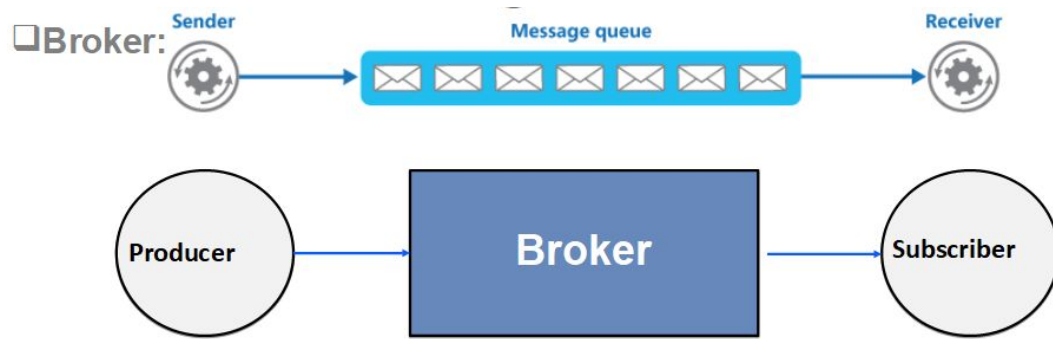 Sender
❑Broker:
Message queue
Receiver
Producer
Broker
Subscriber